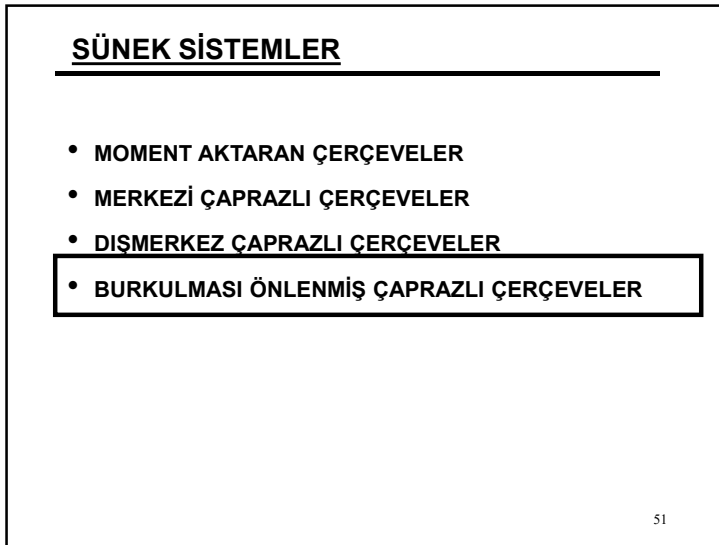 SÜNEK SİSTEMLER
• MOMENT AKTARAN ÇERÇEVELER
• MERKEZİ ÇAPRAZLI ÇERÇEVELER
• DIŞMERKEZ ÇAPRAZLI ÇERÇEVELER
• BURKULMASI ÖNLENMİŞ ÇAPRAZLI ÇERÇEVELER
51